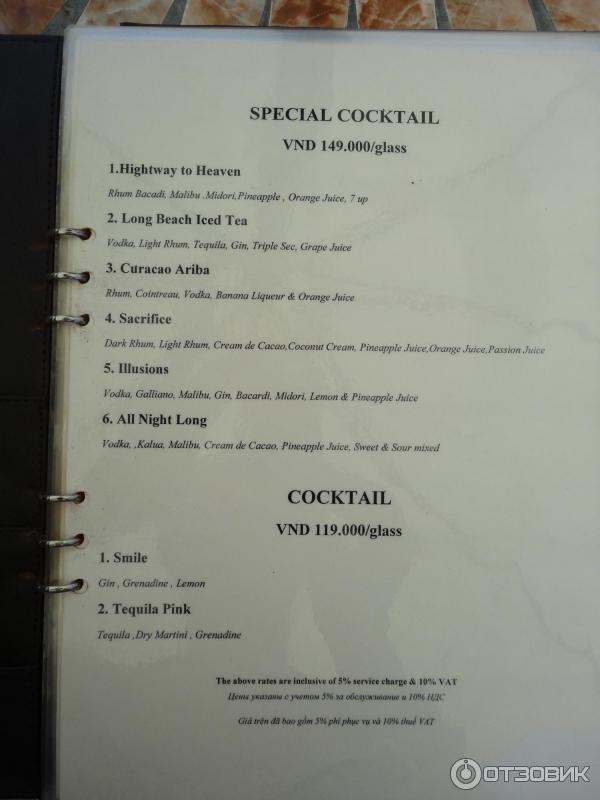 SPECIAL COCKTAIL
VND 149.000/glass
1.Hightway to Heaven
Rhum Bacadi, Malibu .Midori,Pineapple , Orange Juice, 7 up
2. Long Beach Iced Tea
Vodka, Light Rhum, Tequila, Gin, Triple Sec, Grape Juice
3. Curacao Ariba
Rhum, Cointreau, Vodka, Banana Liqueur & Orange Juice
4. Sacrifice
Dark Rhum, Light Rhum, Cream de Cacao,Coconut Cream, Pineapple Juice,Orange Juice,Passion Juice
5. Illusions
Vodka, Galliano, Malibu, Gin, Bacardi, Midori, Lemon & Pineapple Juice
6. All Night Long
Vodka, ,Kalua, Malibu, Cream de Cacao, Pineapple Juice, Sweet & Sour mixed
COCKTAIL
VND 119.000/glass
1. Smile
Gin , Grenadine , Lemon
2. Tequila Pink
Tequila ,Dry Martini , Grenadine
The above rates are inclusive of 5% service charge & 10% VAT
Цены указаны с учетом 5% за обслуживание и 10% НДС
Giá trên đã bao gồm 5% phí phục vụ và 10% thuế VAT
ОТЗОВИК